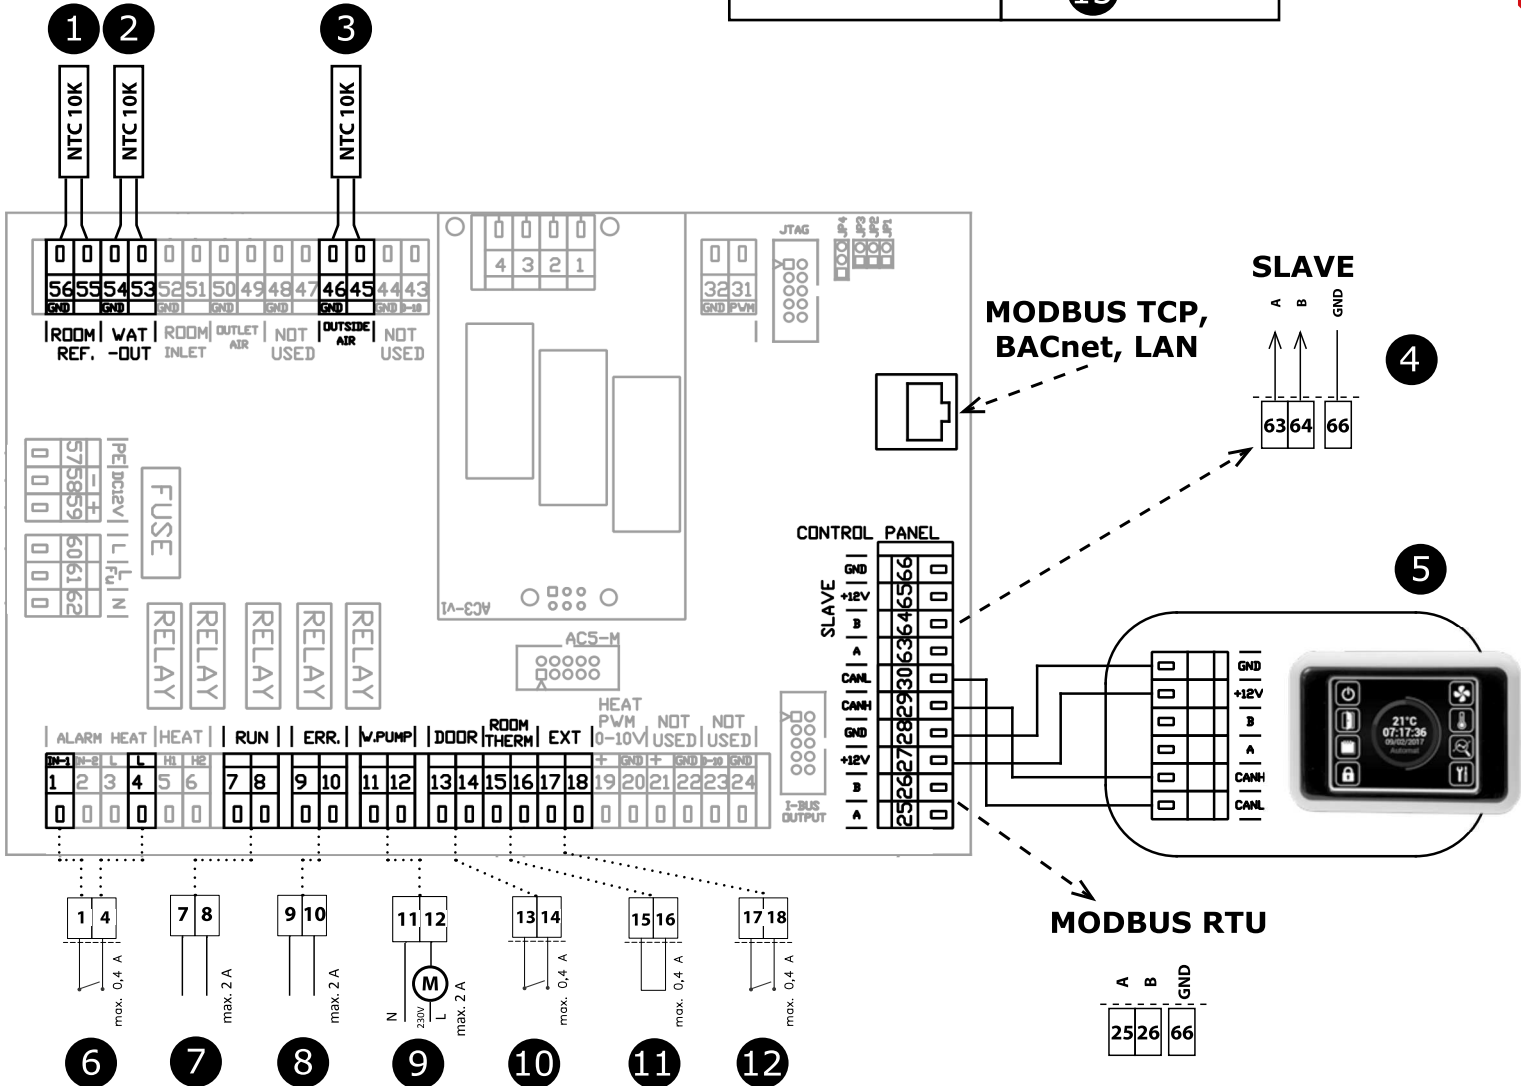 13
1 2 3
NTC 10K NTC 10K NTC 10K
56 55 54 53 52 51 50 49 48 47 46 45 44 43
GND GND GND GND GND GND GND 0-10
ROOM REF.
WAT -OUT
ROOM INLET
OUTLET AIR
NOT USED
OUTSIDE AIR
NOT USED
4 3 2 1
32 31
GND PWM
JTAG
JP4 JP3 JP2 JP1
MODBUS TCP,
BACnet, LAN
SLAVE
A B GND
63 64 66
4
57 58 59
PE - +
DC12V
60 61 62
L L N
Fu
FUSE
RELAY RELAY RELAY RELAY RELAY
AC3-v1
AC5-M
CONTROL PANEL
SLAVE
GND 66
+12V 65
B 64
A 63
CANL 30
CANH 29
GND 28
+12V 27
B 26
A 25
5
GND
+12V
B
A
CANH
CANL
21°C
07:17:36
09/02/2017
Automat
ALARM HEAT HEAT RUN ERR. W.PUMP DOOR
ROOM THERM
EXT
HEAT PWM 0-10V
NOT USED
NOT USED
IN-1 IN-2 L L H1 H2 + GND + GND 0-10 GND
1 2 3 4 5 6 7 8 9 10 11 12 13 14 15 16 17 18 19 20 21 22 23 24
I-BUS
OUTPUT
1 4
max. 0,4 A
6
7 8
max. 2 A
7
9 10
max. 2 A
8
11 12
M
N 230V L
max. 2 A
9
13 14
max. 0,4 A
10
15 16
max. 0,4 A
11
17 18
max. 0,4 A
12
MODBUS RTU
A B GND
25 26 66